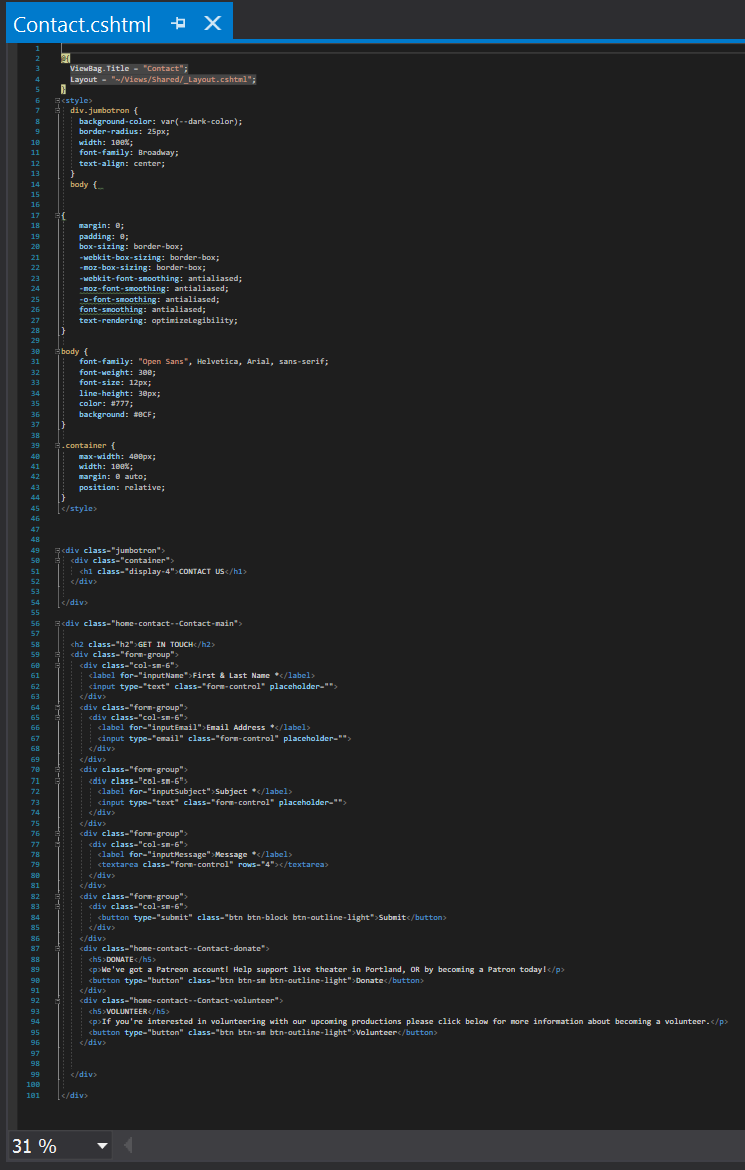 Contact.cshtml
1
2 @{
3 ViewBag.Title = "Contact";
4 Layout = "~/Views/Shared/_Layout.cshtml";
5 }
6 <style>
7 div.jumbotron {
8 background-color: var(--dark-color);
9 border-radius: 25px;
10 width: 100%;
11 font-family: Broadway;
12 text-align: center;
13 }
14 body {
15
16
17 {
18 margin: 0;
19 padding: 0;
20 box-sizing: border-box;
21 -webkit-box-sizing: border-box;
22 -moz-box-sizing: border-box;
23 -webkit-font-smoothing: antialiased;
24 -moz-font-smoothing: antialiased;
25 -o-font-smoothing: antialiased;
26 font-smoothing: antialiased;
27 text-rendering: optimizeLegibility;
28 }
29
30 body {
31 font-family: "Open Sans", Helvetica, Arial, sans-serif;
32 font-weight: 300;
33 font-size: 12px;
34 line-height: 30px;
35 color: #777;
36 background: #0CF;
37 }
38
39 .container {
40 max-width: 400px;
41 width: 100%;
42 margin: 0 auto;
43 position: relative;
44 }
45 </style>
46
47
48
49 <div class="jumbotron">
50 <div class="container">
51 <h1 class="display-4">CONTACT US</h1>
52 </div>
53
54 </div>
55
56 <div class="home-contact--Contact-main">
57
58 <h2 class="h2">GET IN TOUCH</h2>
59 <div class="form-group">
60 <div class="col-sm-6">
61 <label for="inputName">First & Last Name *</label>
62 <input type="text" class="form-control" placeholder="">
63 </div>
64 <div class="form-group">
65 <div class="col-sm-6">
66 <label for="inputEmail">Email Address *</label>
67 <input type="email" class="form-control" placeholder="">
68 </div>
69 </div>
70 <div class="form-group">
71 <div class="col-sm-6">
72 <label for="inputSubject">Subject *</label>
73 <input type="text" class="form-control" placeholder="">
74 </div>
75 </div>
76 <div class="form-group">
77 <div class="col-sm-6">
78 <label for="inputMessage">Message *</label>
79 <textarea class="form-control" rows="4"></textarea>
80 </div>
81 </div>
82 <div class="form-group">
83 <div class="col-sm-6">
84 <button type="submit" class="btn btn-block btn-outline-light">Submit</button>
85 </div>
86 </div>
87 <div class="home-contact--Contact-donate">
88 <h5>DONATE</h5>
89 <p>We've got a Patreon account! Help support live theater in Portland, OR by becoming a Patron today!</p>
90 <button type="button" class="btn btn-sm btn-outline-light">Donate</button>
91 </div>
92 <div class="home-contact--Contact-volunteer">
93 <h5>VOLUNTEER</h5>
94 <p>If you're interested in volunteering with our upcoming productions please click below for more information about becoming a volunteer.</p>
95 <button type="button" class="btn btn-sm btn-outline-light">Volunteer</button>
96 </div>
97
98
99 </div>
100
101 </div>
31 %